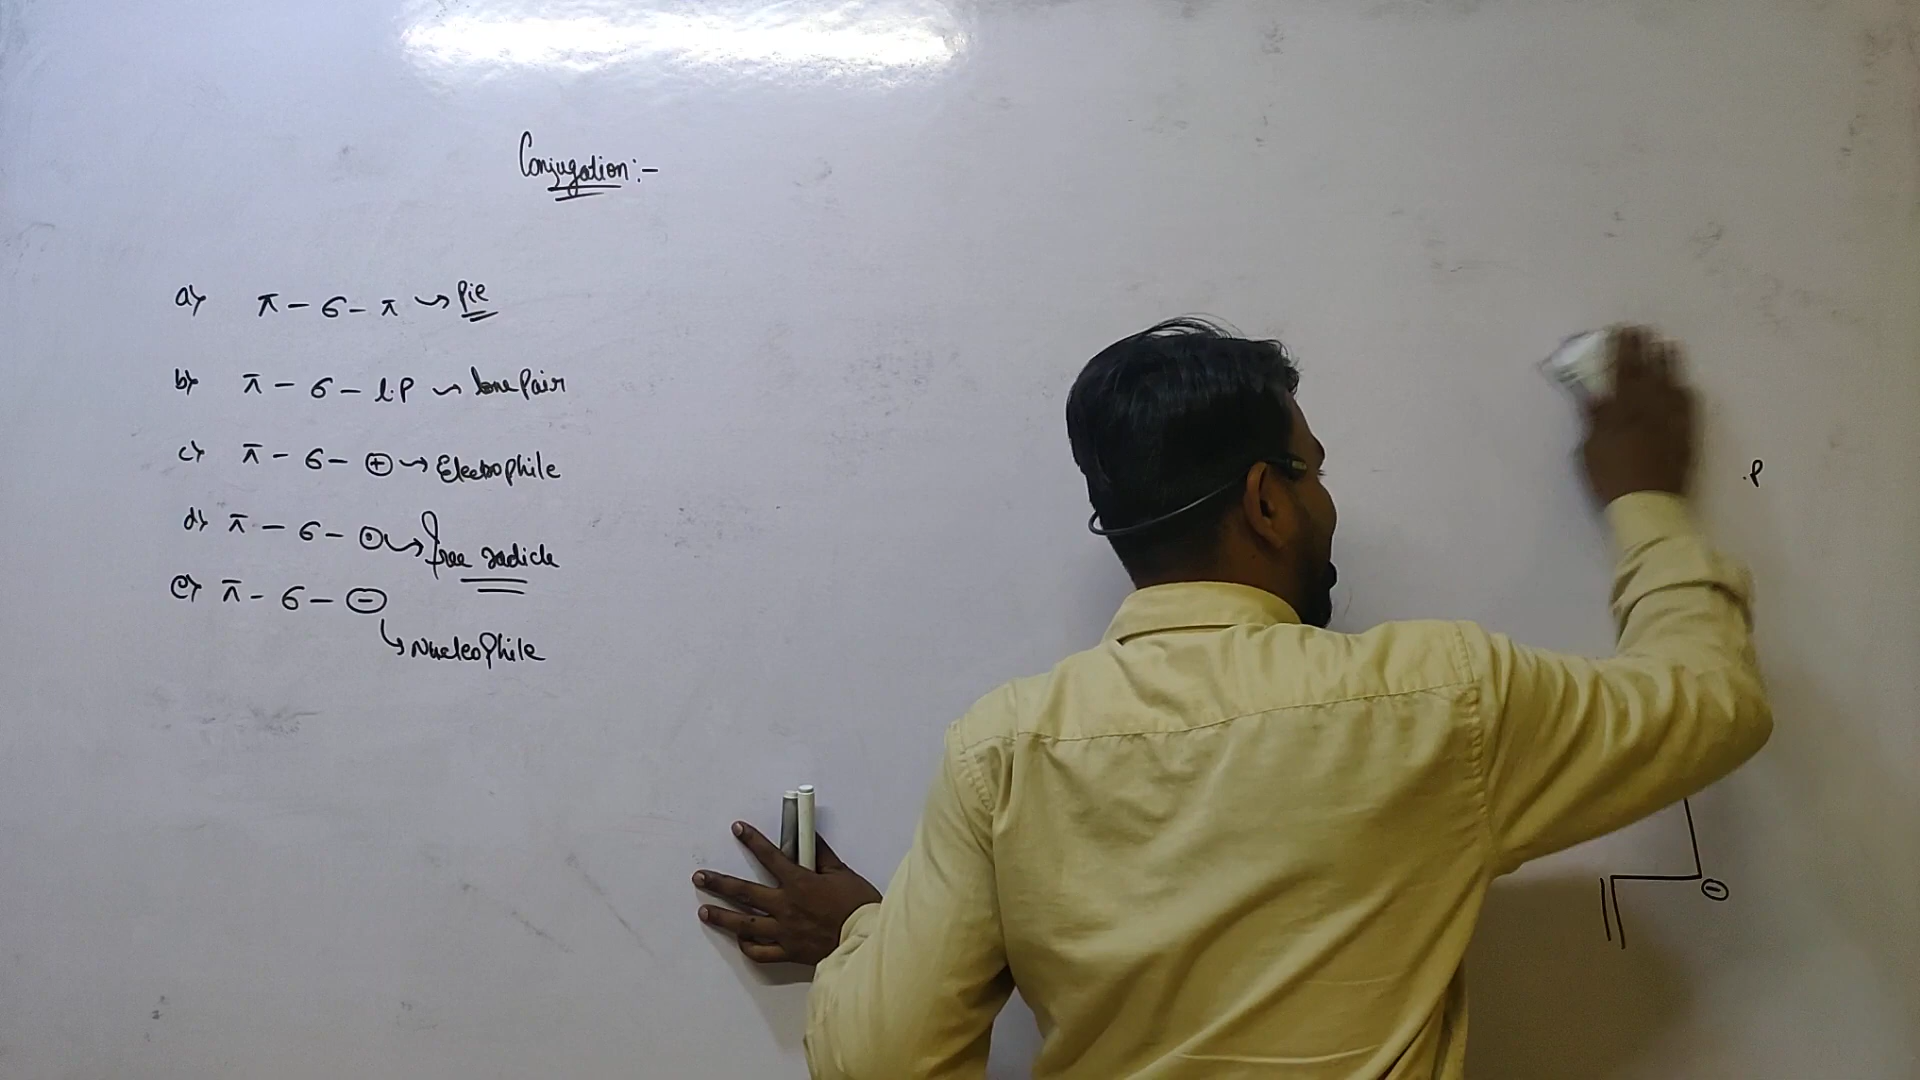 Conjugation:-
a) π - σ - π → Pie
b) π - σ - l.P → lone Pair
c) π - σ - ⊕ → Electrophile
d) π - σ - ⊙ → free radicle
e) π - σ - ⊖
↳ Nucleophile
.P
⊖